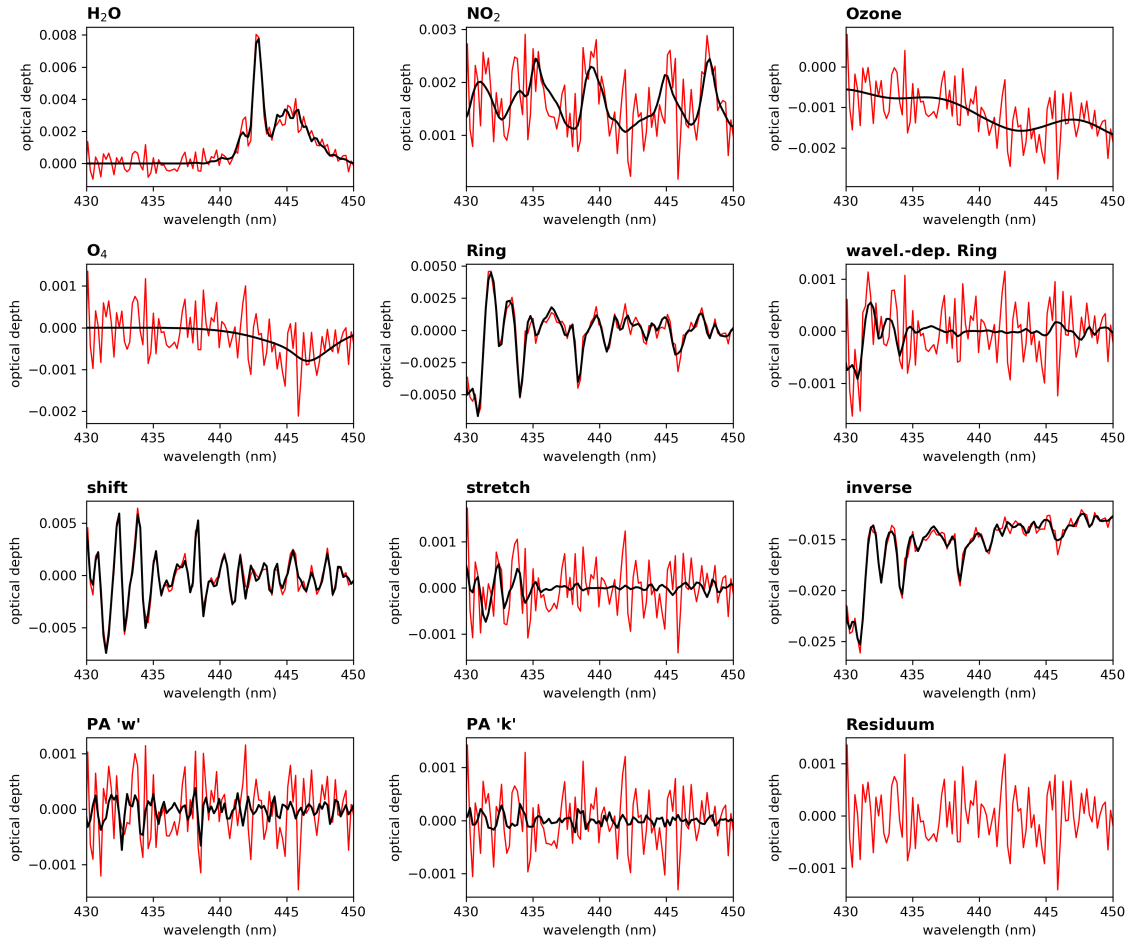 H₂O NO₂ Ozone
optical depth optical depth optical depth
0.008 0.006 0.004 0.002 0.000
0.003 0.002 0.001
0.000 −0.001 −0.002
430 435 440 445 450 430 435 440 445 450 430 435 440 445 450
wavelength (nm) wavelength (nm) wavelength (nm)
O₄ Ring wavel.-dep. Ring
optical depth optical depth optical depth
0.001 0.000 −0.001 −0.002
0.0050 0.0025 0.0000 −0.0025 −0.0050
0.001 0.000 −0.001
430 435 440 445 450 430 435 440 445 450 430 435 440 445 450
wavelength (nm) wavelength (nm) wavelength (nm)
shift stretch inverse
optical depth optical depth optical depth
0.005 0.000 −0.005
0.001 0.000 −0.001
−0.015 −0.020 −0.025
430 435 440 445 450 430 435 440 445 450 430 435 440 445 450
wavelength (nm) wavelength (nm) wavelength (nm)
PA 'w' PA 'k' Residuum
optical depth optical depth optical depth
0.001 0.000 −0.001
0.001 0.000 −0.001
0.001 0.000 −0.001
430 435 440 445 450 430 435 440 445 450 430 435 440 445 450
wavelength (nm) wavelength (nm) wavelength (nm)